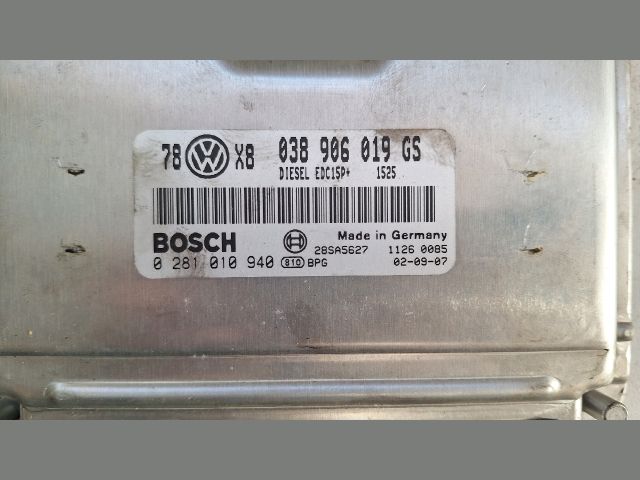 78 VW X8 038 906 019 GS
DIESEL EDC15P+ 1525
BOSCH Made in Germany
28SA5627 1126 0085
0 281 010 940 810 BPG 02-09-07